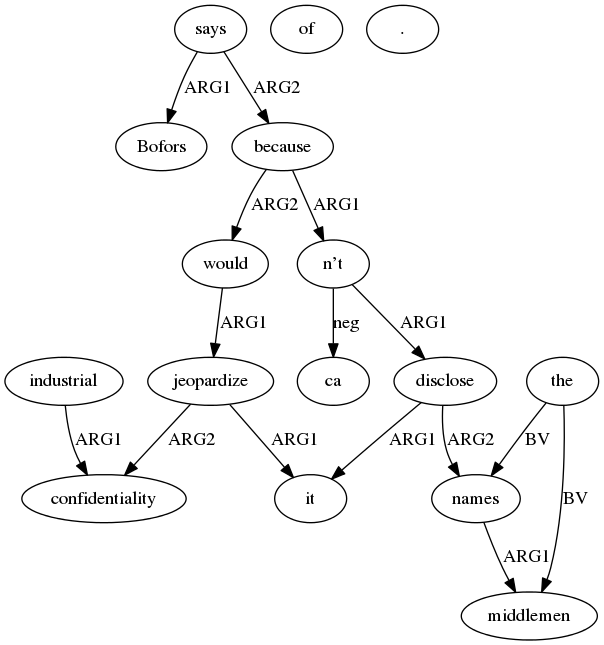 says of .
ARG1 ARG2
Bofors because
ARG2 ARG1
would n't
ARG1 neg ARG1
industrial jeopardize ca disclose the
ARG1 ARG2 ARG1 ARG1 ARG2 BV
confidentiality it names BV
ARG1
middlemen